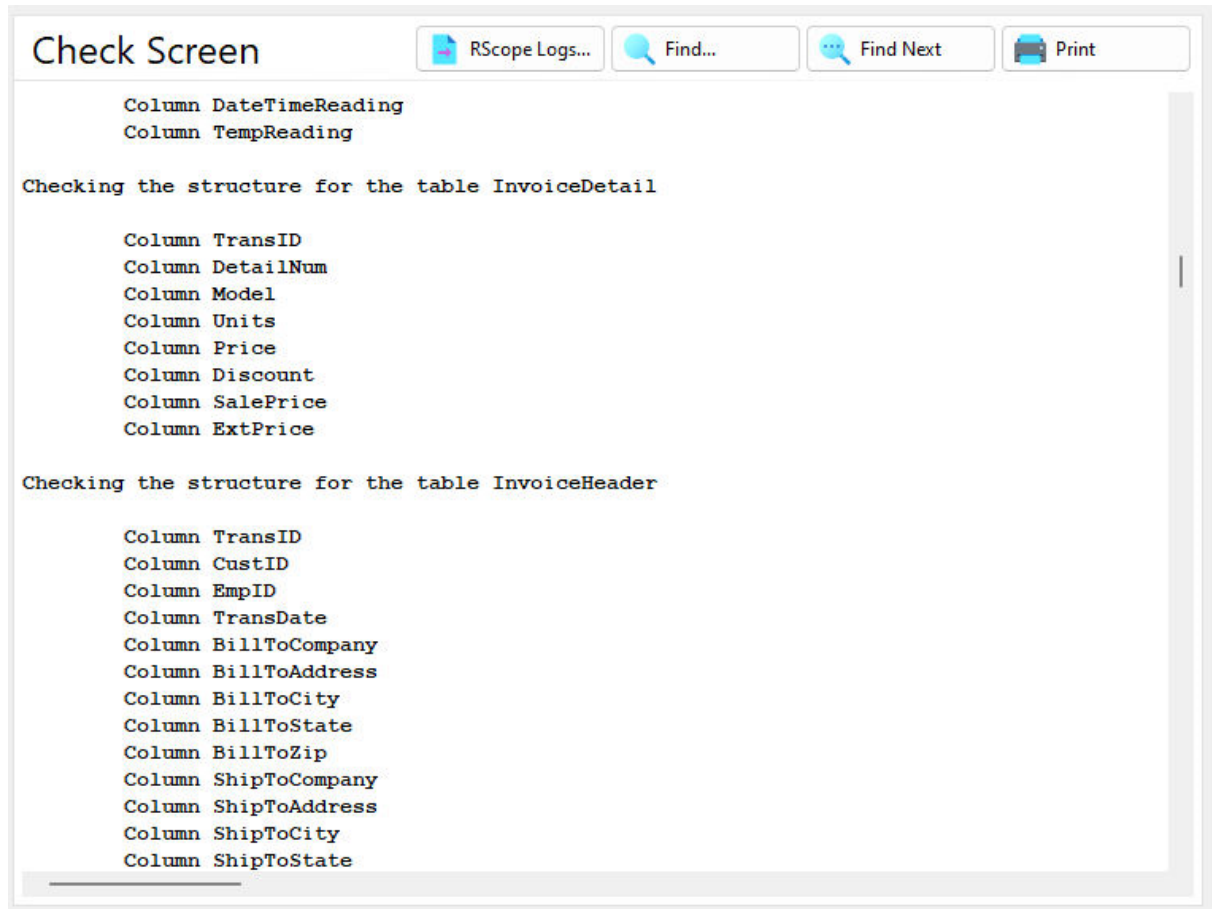 Check Screen
RScope Logs...
Find...
Find Next
Print
Column DateTimeReading
Column TempReading
Checking the structure for the table InvoiceDetail
Column TransID
Column DetailNum
Column Model
Column Units
Column Price
Column Discount
Column SalePrice
Column ExtPrice
Checking the structure for the table InvoiceHeader
Column TransID
Column CustID
Column EmpID
Column TransDate
Column BillToCompany
Column BillToAddress
Column BillToCity
Column BillToState
Column BillToZip
Column ShipToCompany
Column ShipToAddress
Column ShipToCity
Column ShipToState